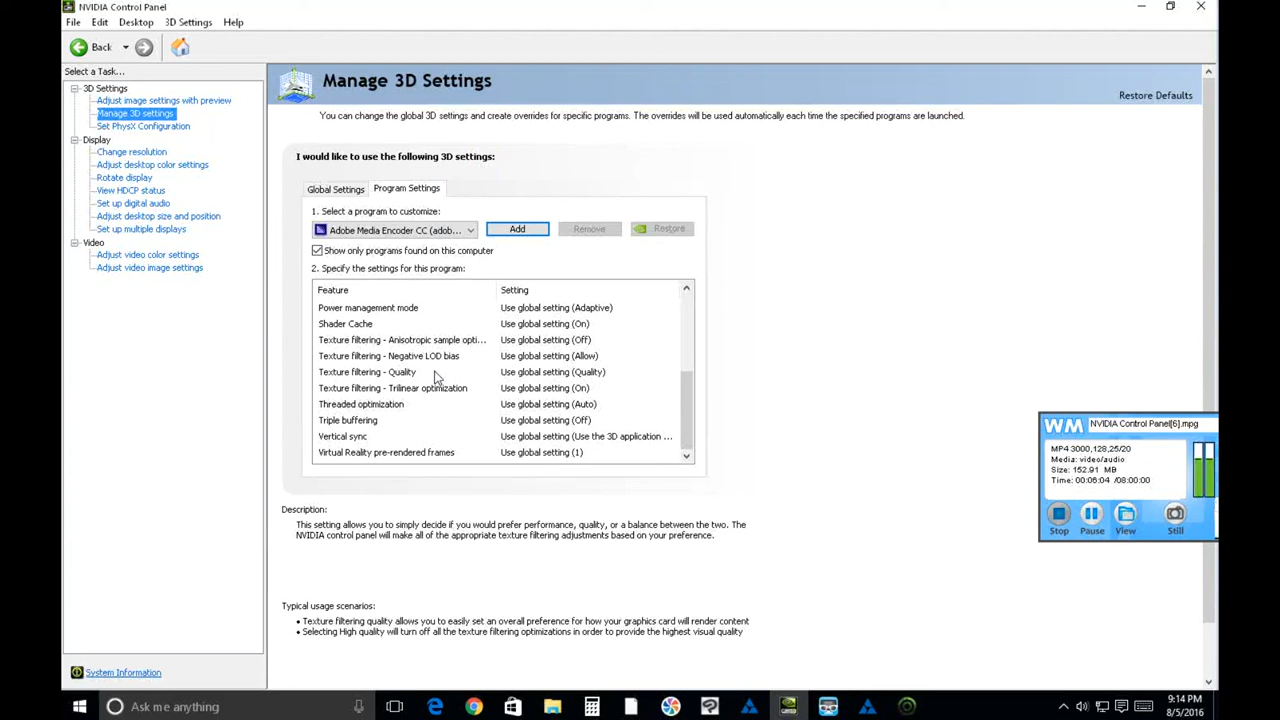 NVIDIA Control Panel
File Edit Desktop 3D Settings Help
Back
Select a Task...
3D Settings
Adjust image settings with preview
Manage 3D settings
Set PhysX Configuration
Display
Change resolution
Adjust desktop color settings
Rotate display
View HDCP status
Set up digital audio
Adjust desktop size and position
Set up multiple displays
Video
Adjust video color settings
Adjust video image settings
System Information
Manage 3D Settings
Restore Defaults
You can change the global 3D settings and create overrides for specific programs. The overrides will be used automatically each time the specified programs are launched.
I would like to use the following 3D settings:
Global Settings Program Settings
1. Select a program to customize:
Adobe Media Encoder CC (adob... Add Remove Restore
Show only programs found on this computer
2. Specify the settings for this program:
Feature Setting
Power management mode Use global setting (Adaptive)
Shader Cache Use global setting (On)
Texture filtering - Anisotropic sample opti... Use global setting (Off)
Texture filtering - Negative LOD bias Use global setting (Allow)
Texture filtering - Quality Use global setting (Quality)
Texture filtering - Trilinear optimization Use global setting (On)
Threaded optimization Use global setting (Auto)
Triple buffering Use global setting (Off)
Vertical sync Use global setting (Use the 3D application ...
Virtual Reality pre-rendered frames Use global setting (1)
Description:
This setting allows you to simply decide if you would prefer performance, quality, or a balance between the two. The
NVIDIA control panel will make all of the appropriate texture filtering adjustments based on your preference.
Typical usage scenarios:
• Texture filtering quality allows you to easily set an overall preference for how your graphics card will render content
• Selecting High quality will turn off all the texture filtering optimizations in order to provide the highest visual quality
WM NVIDIA Control Panel[6].mpg
MP4 3000,128,25/20
Media: video/audio
Size: 152.91 MB
Time: 00:06:04 /08:00:00
Stop Pause View Still
Ask me anything
9:14 PM
8/5/2016